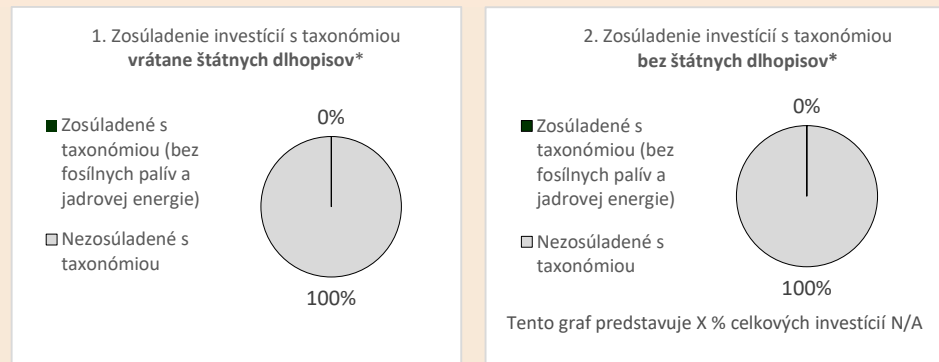 1. Zosúladenie investícií s taxonómiou
vrátane štátnych dlhopisov*
Zosúladené s
taxonómiou (bez
fosílnych palív a
jadrovej energie)
Nezosúladené s
taxonómiou
0%
100%
2. Zosúladenie investícií s taxonómiou
bez štátnych dlhopisov*
Zosúladené s
taxonómiou (bez
fosílnych palív a
jadrovej energie)
Nezosúladené s
taxonómiou
0%
100%
Tento graf predstavuje X % celkových investícií N/A